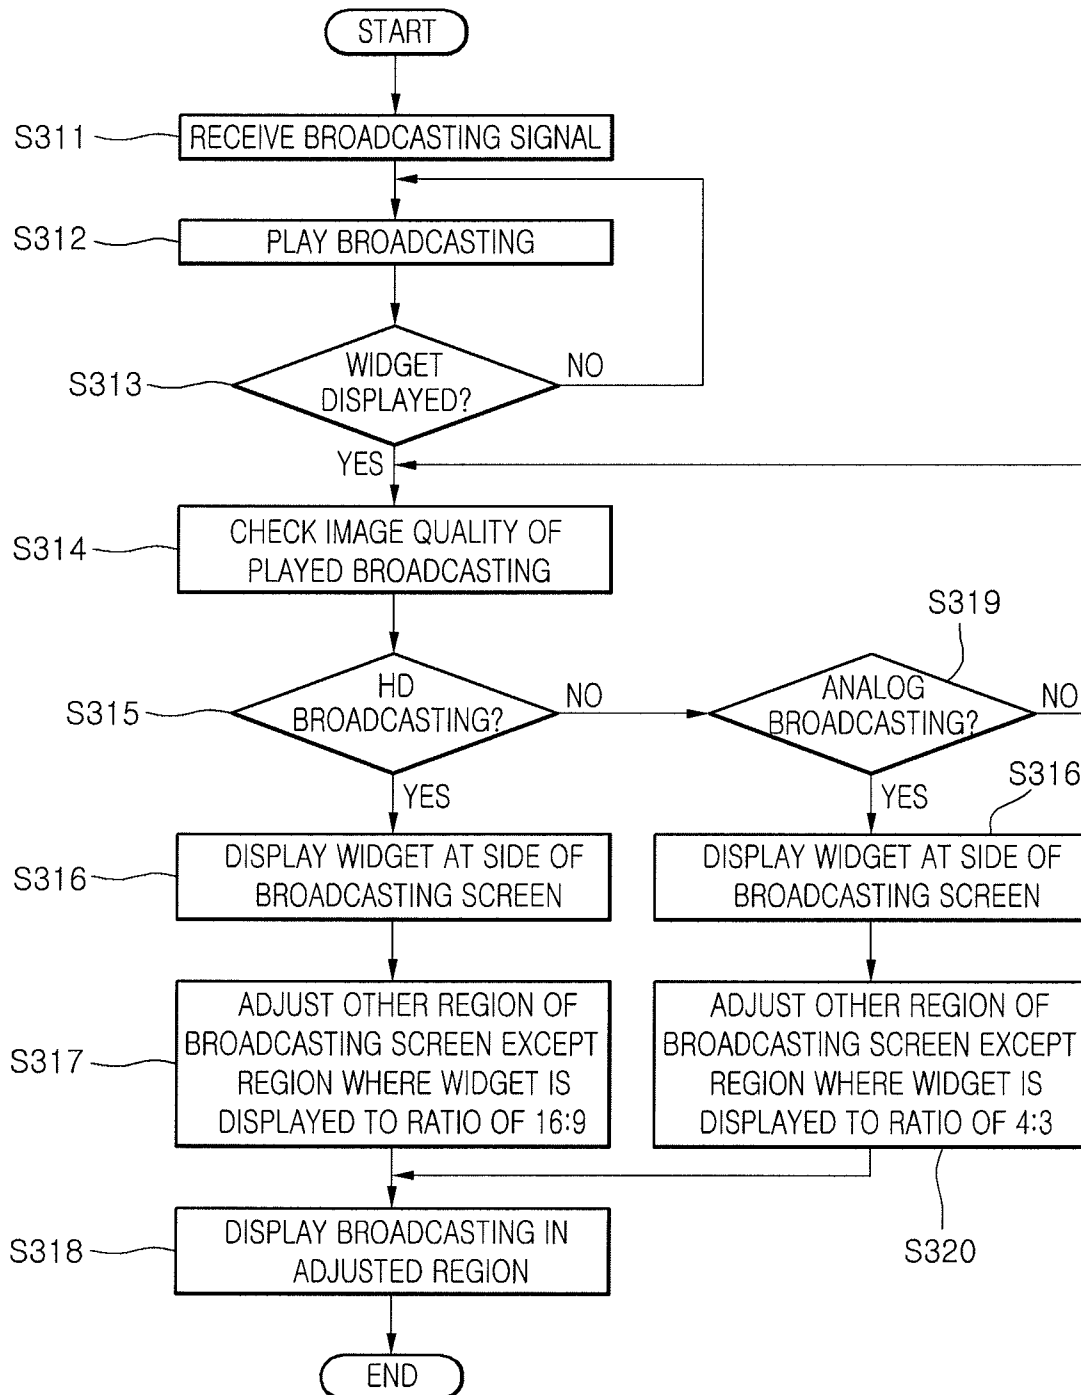 START
S311
RECEIVE BROADCASTING SIGNAL
S312
PLAY BROADCASTING
S313
WIDGET
DISPLAYED?
NO
YES
S314
CHECK IMAGE QUALITY OF
PLAYED BROADCASTING
S319
S315
HD
BROADCASTING?
NO
ANALOG
BROADCASTING?
NO
YES
YES
S316
S316
DISPLAY WIDGET AT SIDE OF
BROADCASTING SCREEN
DISPLAY WIDGET AT SIDE OF
BROADCASTING SCREEN
S317
ADJUST OTHER REGION OF
BROADCASTING SCREEN EXCEPT
REGION WHERE WIDGET IS
DISPLAYED TO RATIO OF 16:9
ADJUST OTHER REGION OF
BROADCASTING SCREEN EXCEPT
REGION WHERE WIDGET IS
DISPLAYED TO RATIO OF 4:3
S318
DISPLAY BROADCASTING IN
ADJUSTED REGION
S320
END